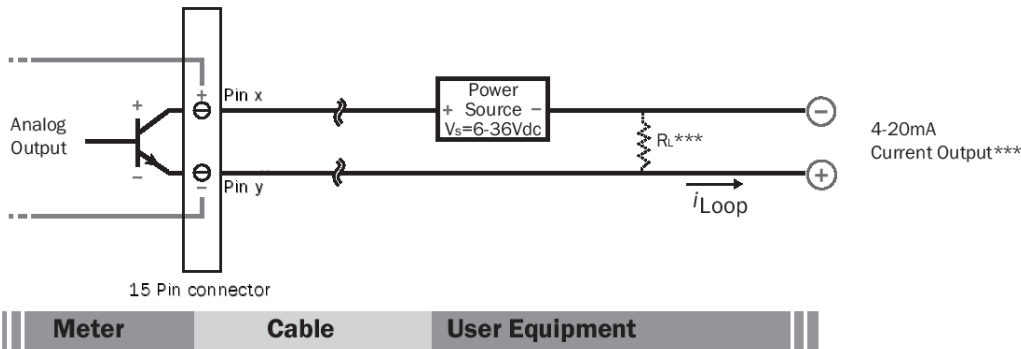 Analog
Output
+
−
+
Pin x
−
Pin y
15 Pin connector
Power
+ Source −
Vs=6-36Vdc
RL***
iLoop
−
+
4-20mA
Current Output***
Meter
Cable
User Equipment